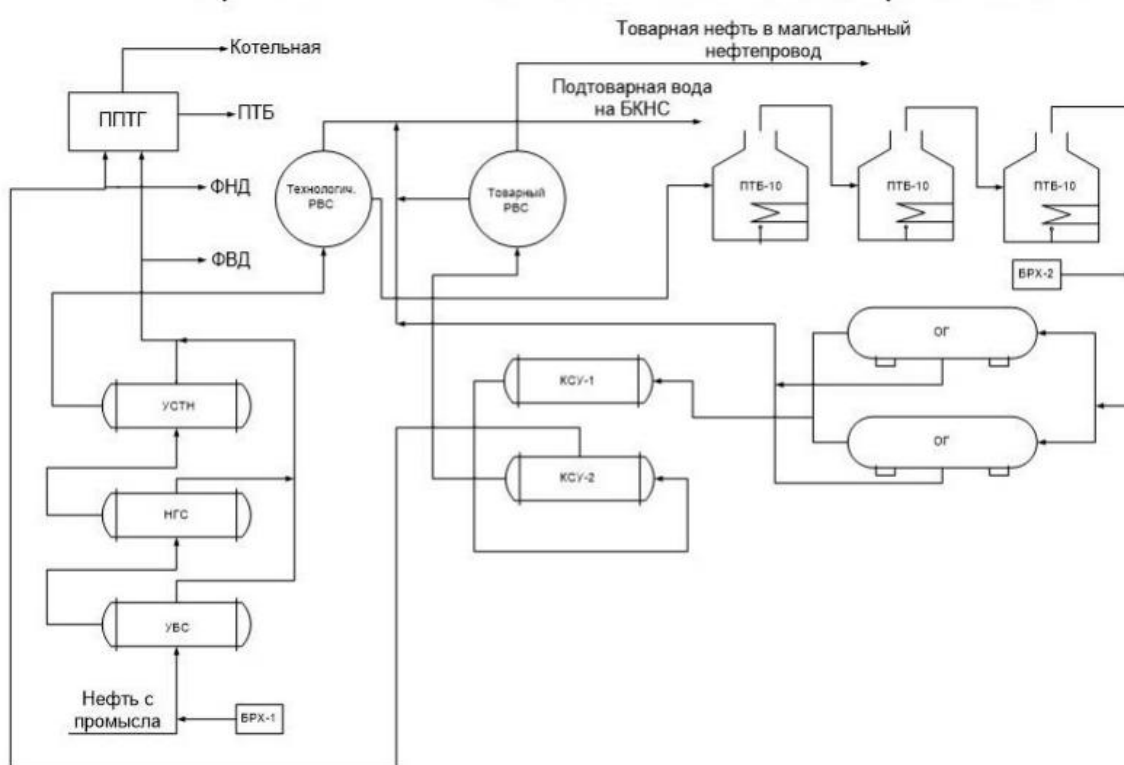 Товарная нефть в магистральный
нефтепровод
Котельная
Подтоварная вода
на БКНС
ППТГ
ПТБ
ФНД
ФВД
Технологич.
РВС
Товарный
РВС
ПТБ-10
ПТБ-10
ПТБ-10
БРХ-2
ОГ
ОГ
КСУ-1
КСУ-2
УСТН
НГС
УБС
Нефть с
промысла
БРХ-1